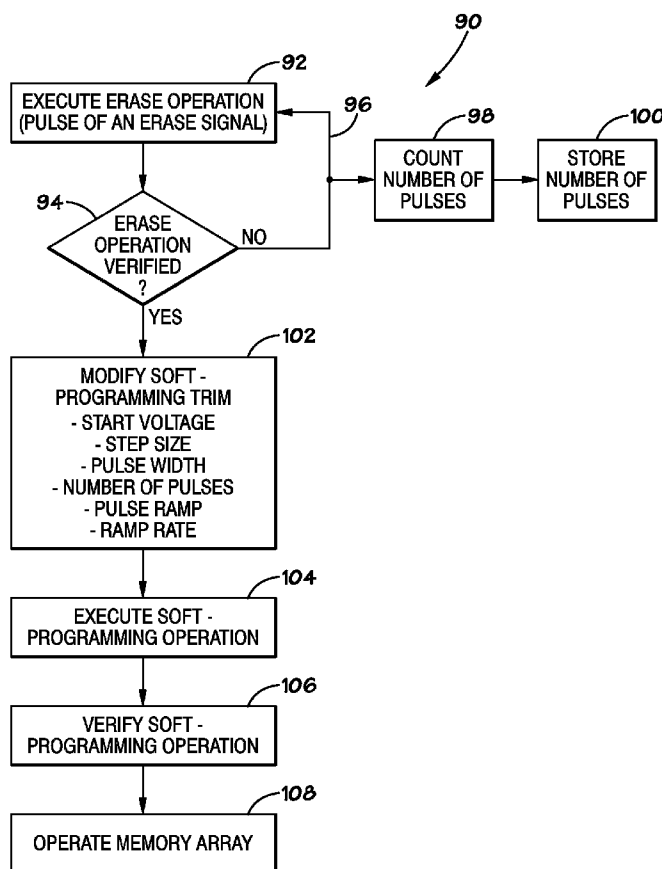 90
92
EXECUTE ERASE OPERATION
(PULSE OF AN ERASE SIGNAL)
96
98
COUNT
NUMBER OF
PULSES
100
STORE
NUMBER OF
PULSES
94
ERASE
OPERATION
VERIFIED
?
NO
YES
102
MODIFY SOFT -
PROGRAMMING TRIM
- START VOLTAGE
- STEP SIZE
- PULSE WIDTH
- NUMBER OF PULSES
- PULSE RAMP
- RAMP RATE
104
EXECUTE SOFT -
PROGRAMMING OPERATION
106
VERIFY SOFT -
PROGRAMMING OPERATION
108
OPERATE MEMORY ARRAY